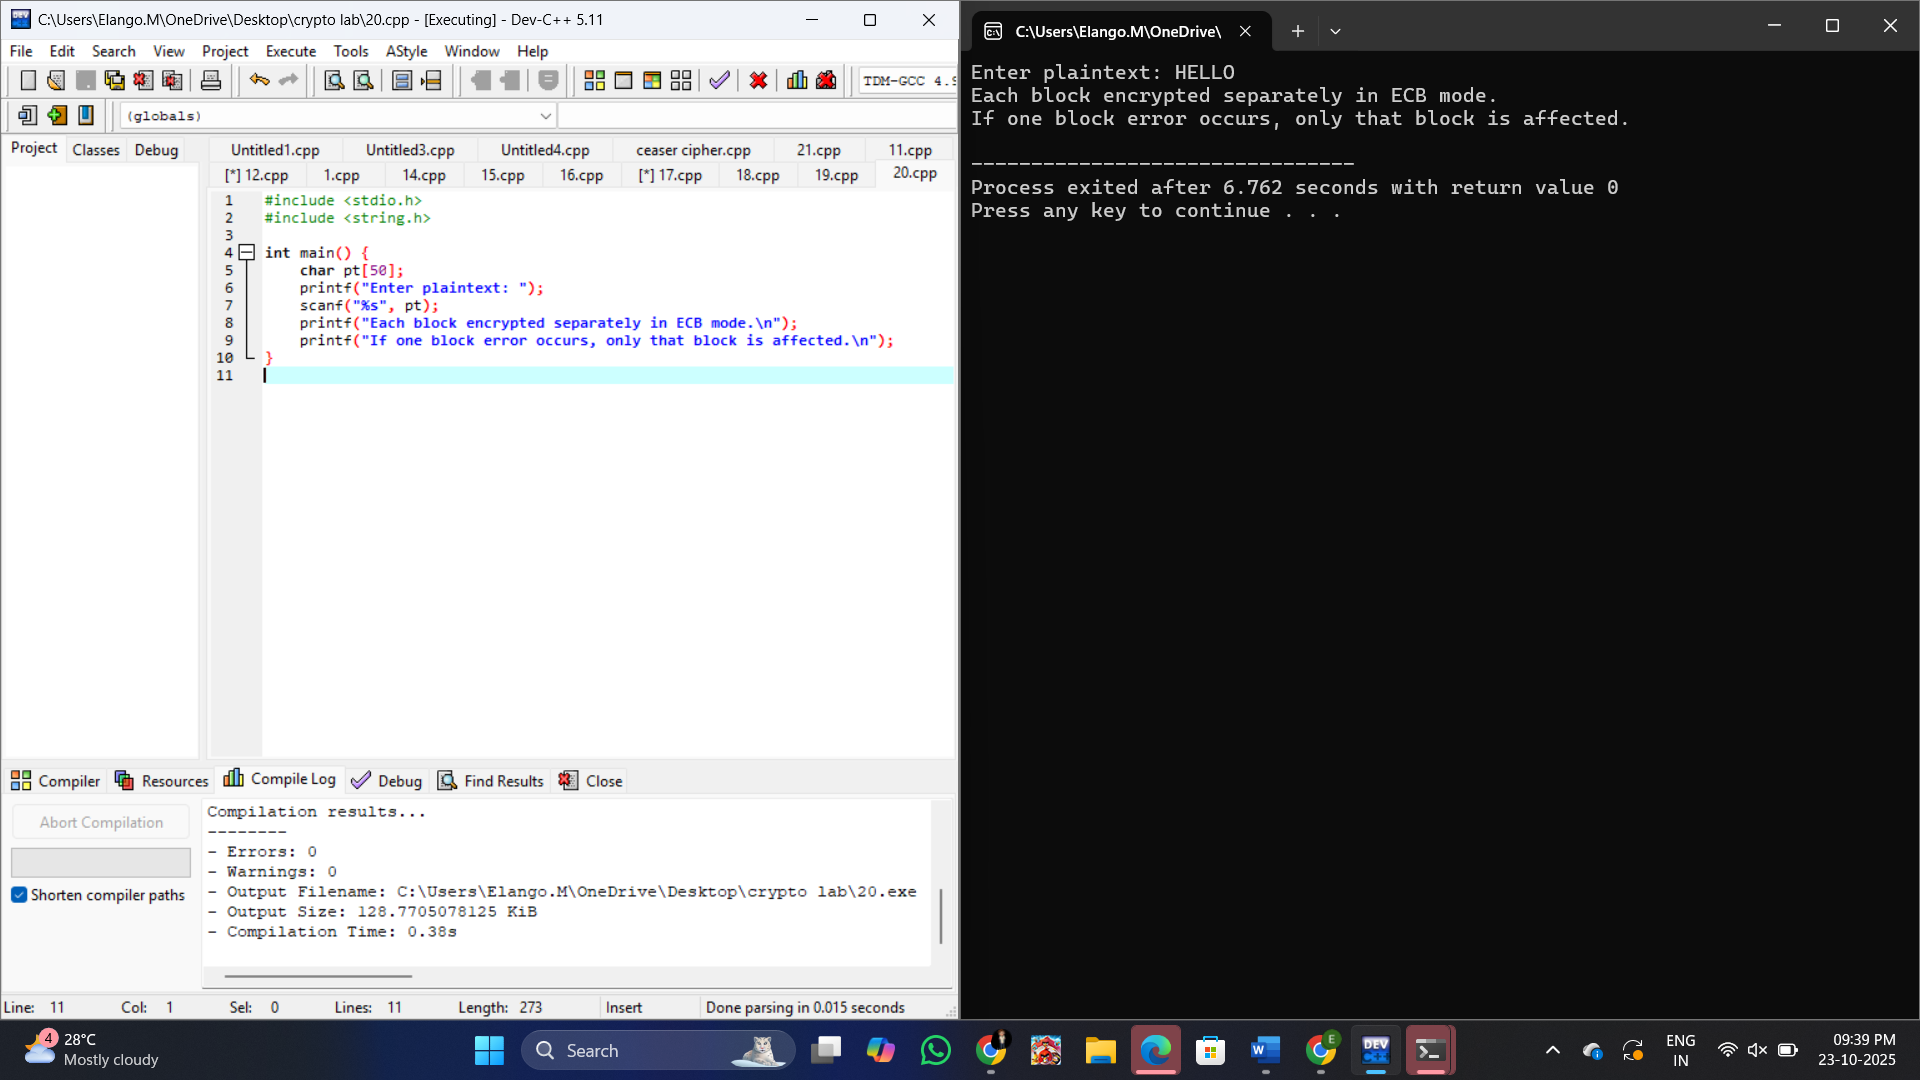 C:\Users\Elango.M\OneDrive\Desktop\crypto lab\20.cpp - [Executing] - Dev-C++ 5.11
File Edit Search View Project Execute Tools AStyle Window Help
TDM-GCC 4.9
(globals)
Project Classes Debug
Untitled1.cpp Untitled3.cpp Untitled4.cpp ceaser cipher.cpp 21.cpp 11.cpp
[*] 12.cpp 1.cpp 14.cpp 15.cpp 16.cpp [*] 17.cpp 18.cpp 19.cpp 20.cpp
1 #include <stdio.h>
2 #include <string.h>
3
4 int main() {
5 char pt[50];
6 printf("Enter plaintext: ");
7 scanf("%s", pt);
8 printf("Each block encrypted separately in ECB mode.\n");
9 printf("If one block error occurs, only that block is affected.\n");
10 }
11
Compiler Resources Compile Log Debug Find Results Close
Abort Compilation
Shorten compiler paths
Compilation results...
--------
- Errors: 0
- Warnings: 0
- Output Filename: C:\Users\Elango.M\OneDrive\Desktop\crypto lab\20.exe
- Output Size: 128.7705078125 KiB
- Compilation Time: 0.38s
Line: 11 Col: 1 Sel: 0 Lines: 11 Length: 273 Insert Done parsing in 0.015 seconds
C:\Users\Elango.M\OneDrive\
Enter plaintext: HELLO
Each block encrypted separately in ECB mode.
If one block error occurs, only that block is affected.
--------------------------------
Process exited after 6.762 seconds with return value 0
Press any key to continue . . .
4
28°C
Mostly cloudy
Search
E
DEV
C++
ENG
IN
09:39 PM
23-10-2025